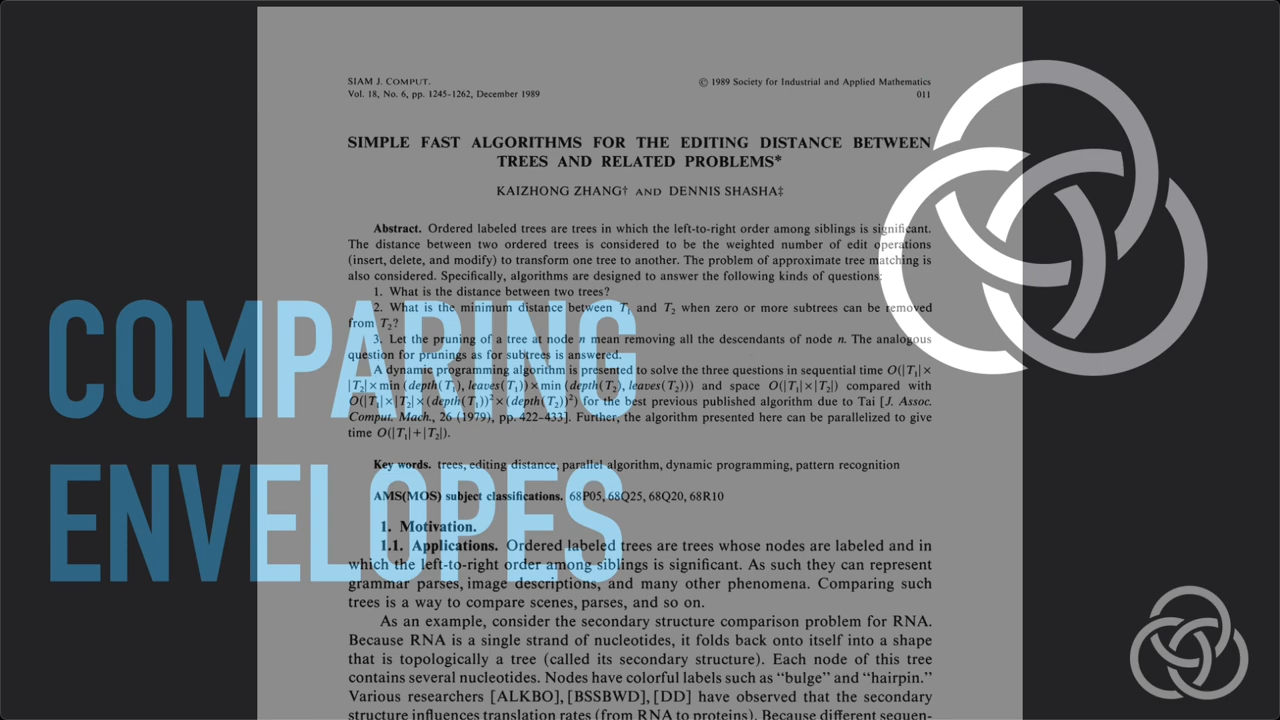 SIAM J. COMPUT.
Vol. 18, No. 6, pp. 1245–1262, December 1989
© 1989 Society for Industrial and Applied Mathematics
011
SIMPLE FAST ALGORITHMS FOR THE EDITING DISTANCE BETWEEN
TREES AND RELATED PROBLEMS*
KAIZHONG ZHANG† AND DENNIS SHASHA‡
Abstract. Ordered labeled trees are trees in which the left-to-right order among siblings is significant.
The distance between two ordered trees is considered to be the weighted number of edit operations
(insert, delete, and modify) to transform one tree to another. The problem of approximate tree matching is
also considered. Specifically, algorithms are designed to answer the following kinds of questions:
1. What is the distance between two trees?
2. What is the minimum distance between T₁ and T₂ when zero or more subtrees can be removed
from T₂?
3. Let the pruning of a tree at node n mean removing all the descendants of node n. The analogous
question for prunings as for subtrees is answered.
A dynamic programming algorithm is presented to solve the three questions in sequential time O(|T₁|×
|T₂|×min (depth(T₁), leaves(T₁))×min (depth(T₂), leaves(T₂))) and space O(|T₁|×|T₂|) compared with
O(|T₁|×|T₂|×(depth(T₁))²×(depth(T₂))²) for the best previous published algorithm due to Tai [J. Assoc.
Comput. Mach., 26 (1979), pp. 422–433]. Further, the algorithm presented here can be parallelized to give
time O(|T₁|+|T₂|).
Key words. trees, editing distance, parallel algorithm, dynamic programming, pattern recognition
AMS(MOS) subject classifications. 68P05, 68Q25, 68Q20, 68R10
1. Motivation.
1.1. Applications. Ordered labeled trees are trees whose nodes are labeled and in
which the left-to-right order among siblings is significant. As such they can represent
grammar parses, image descriptions, and many other phenomena. Comparing such
trees is a way to compare scenes, parses, and so on.
As an example, consider the secondary structure comparison problem for RNA.
Because RNA is a single strand of nucleotides, it folds back onto itself into a shape
that is topologically a tree (called its secondary structure). Each node of this tree
contains several nucleotides. Nodes have colorful labels such as “bulge” and “hairpin.”
Various researchers [ALKBO], [BSSBWD], [DD] have observed that the secondary
structure influences translation rates (from RNA to proteins). Because different sequen-
COMPARING
ENVELOPES